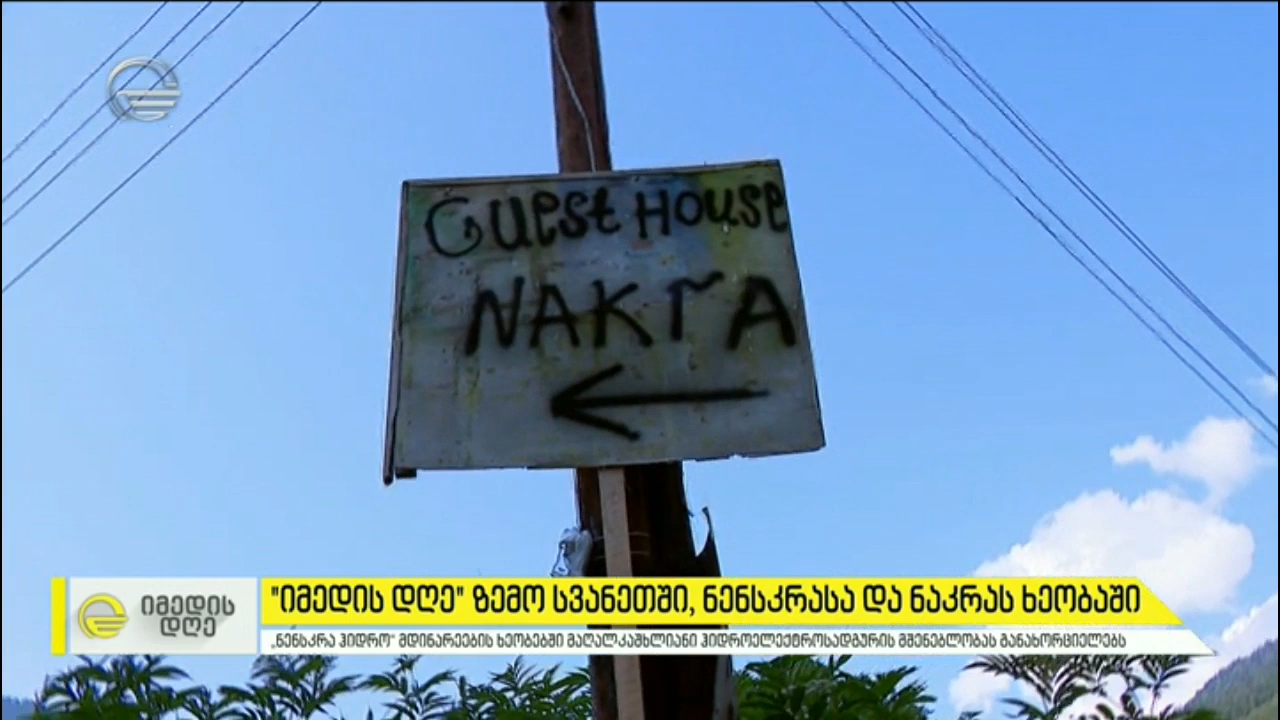 Guest House
NAKrA
იმედის
დღე
"იმედის დღე" ზემო სვანეთში, ნენსკრასა და ნაკრას ხეობაში
„ნენსკრა ჰიდრო“ მდინარეების ხეობებში მაღალკაშხლიანი ჰიდროელექტროსადგურის მშენებლობას განახორციელებს